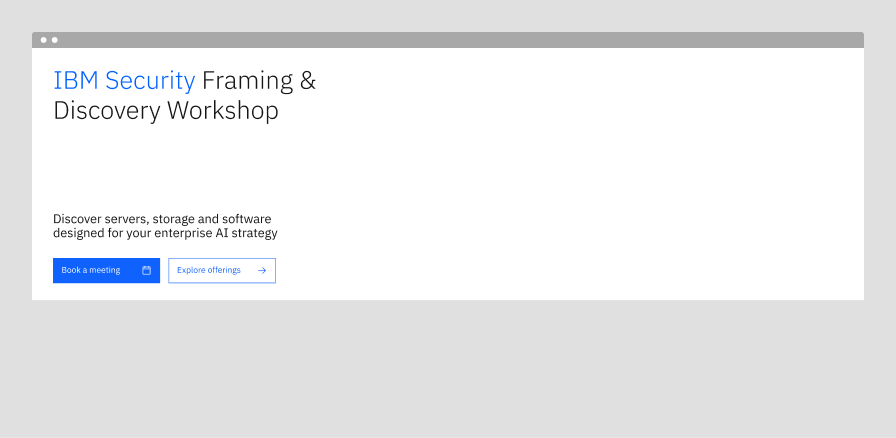 IBM Security Framing &
Discovery Workshop
Discover servers, storage and software
designed for your enterprise AI strategy
Book a meeting
Explore offerings